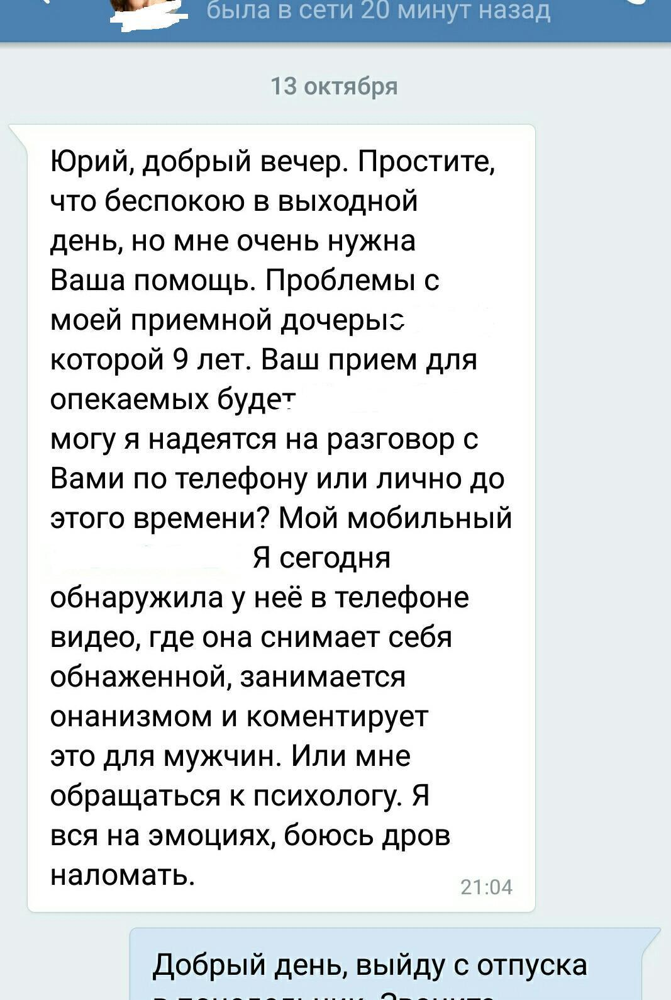 была в сети 20 минут назад
13 октября
Юрий, добрый вечер. Простите,
что беспокою в выходной
день, но мне очень нужна
Ваша помощь. Проблемы с
моей приемной дочерью
которой 9 лет. Ваш прием для
опекаемых будет
могу я надеятся на разговор с
Вами по телефону или лично до
этого времени? Мой мобильный
Я сегодня
обнаружила у неё в телефоне
видео, где она снимает себя
обнаженной, занимается
онанизмом и коментирует
это для мужчин. Или мне
обращаться к психологу. Я
вся на эмоциях, боюсь дров
наломать.
21:04
Добрый день, выйду с отпуска